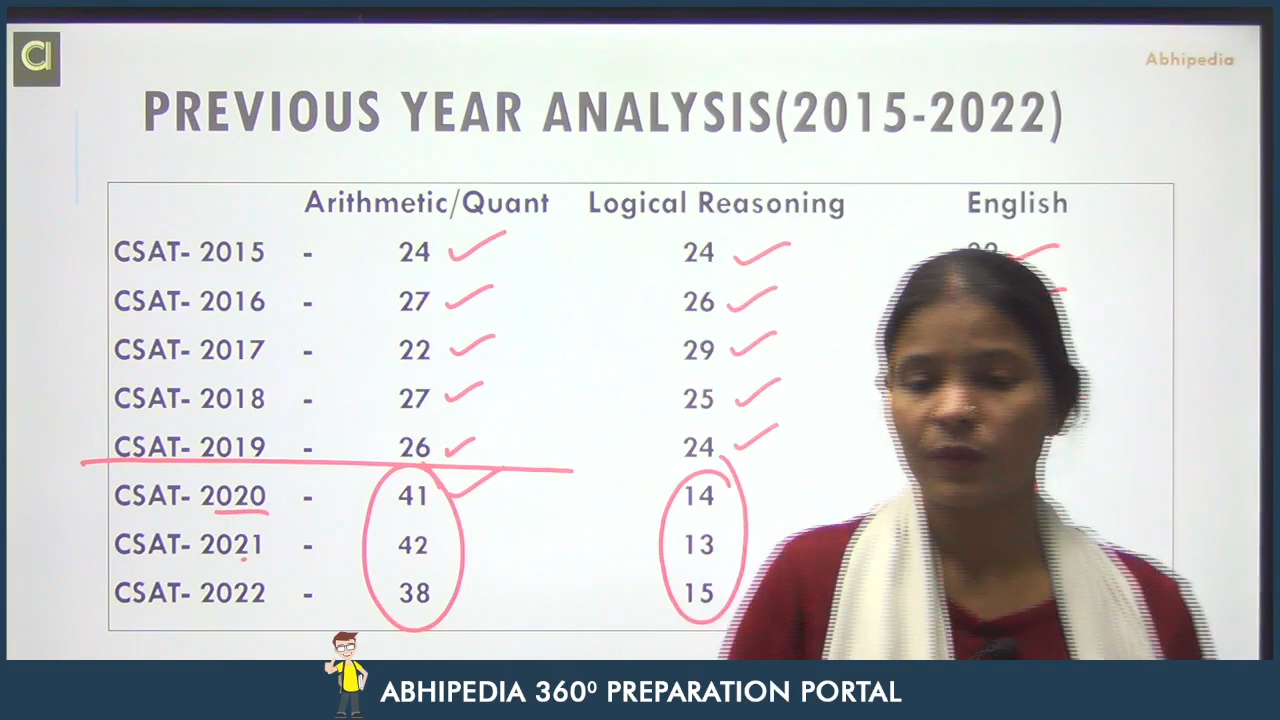 a
Abhipedia
PREVIOUS YEAR ANALYSIS(2015-2022)
Arithmetic/Quant Logical Reasoning English
CSAT- 2015 - 24 24
CSAT- 2016 - 27 26
CSAT- 2017 - 22 29
CSAT- 2018 - 27 25
CSAT- 2019 - 26 24
CSAT- 2020 - 41 14
CSAT- 2021 - 42 13
CSAT- 2022 - 38 15
ABHIPEDIA 360⁰ PREPARATION PORTAL